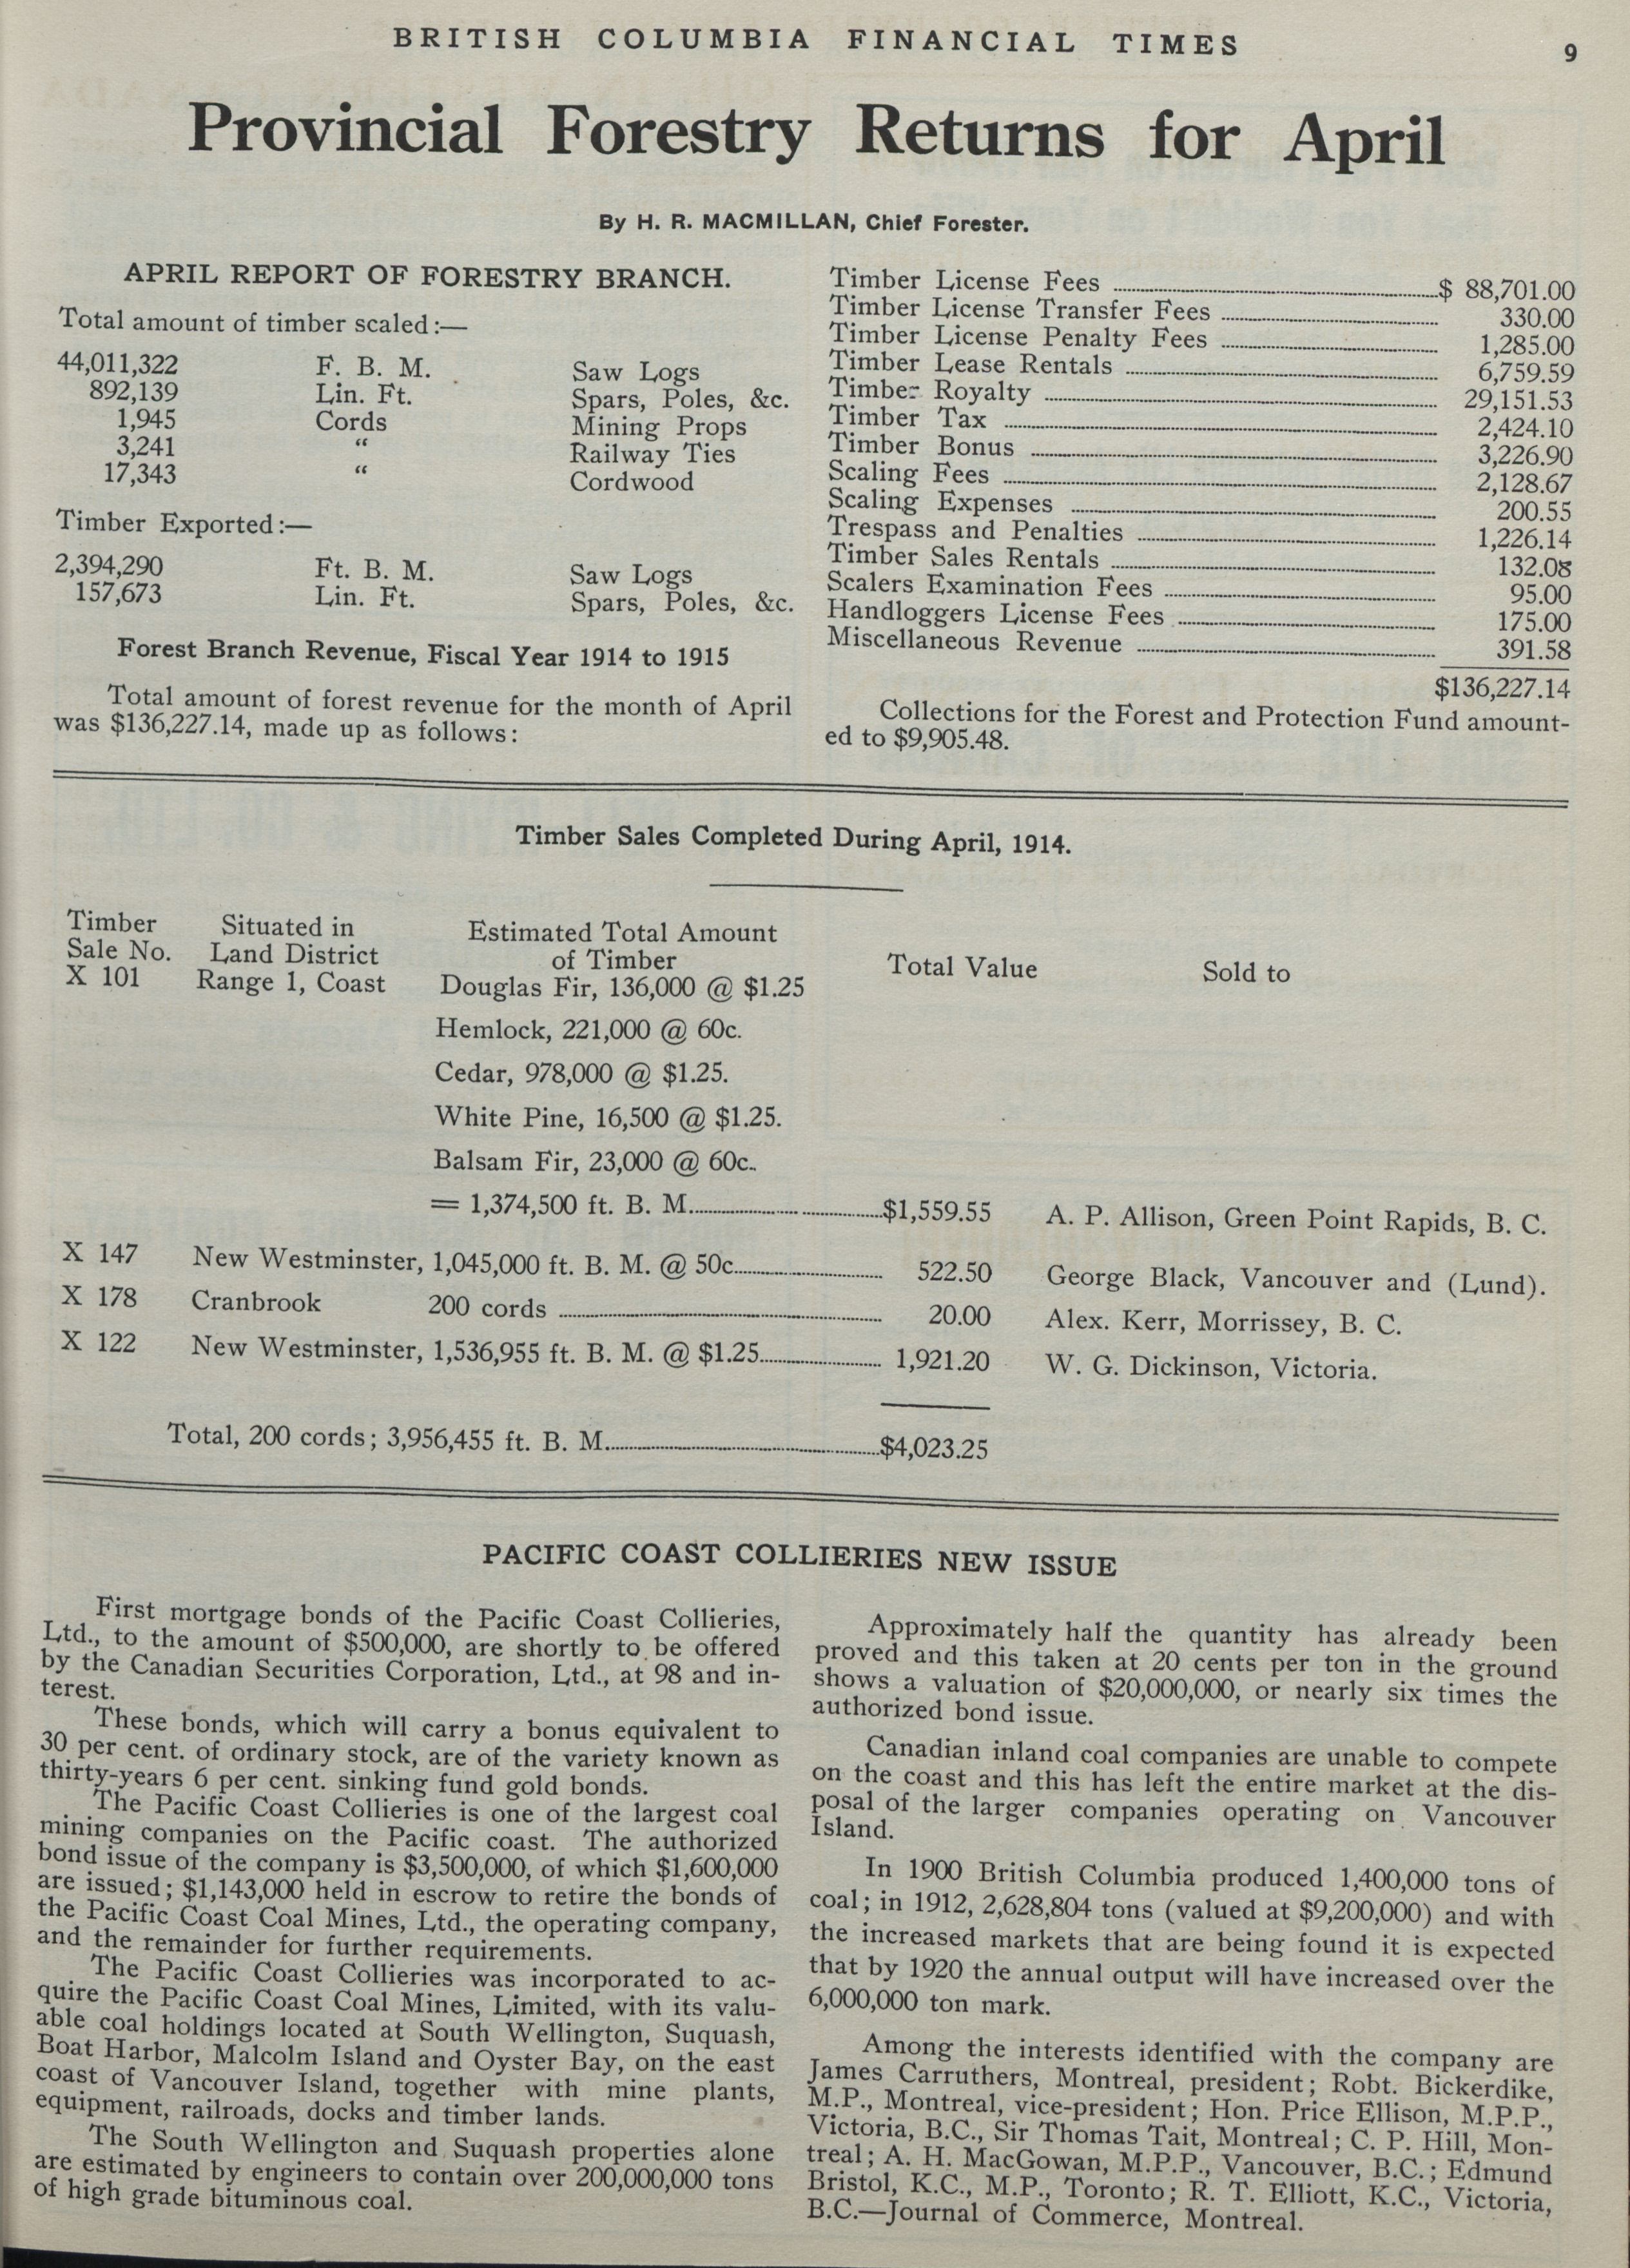 BRITISH COLUMBIA FINANCIAL TIMES
9
Provincial Forestry Returns for April
By H. R. MACMILLAN, Chief Forester.
APRIL REPORT OF FORESTRY BRANCH.
Total amount of timber scaled:—
44,011,322 F. B. M. Saw Logs
892,139 Lin. Ft. Spars, Poles, &c.
1,945 Cords Mining Props
3,241 “ Railway Ties
17,343 “ Cordwood
Timber Exported:—
2,394,290 Ft. B. M. Saw Logs
157,673 Lin. Ft. Spars, Poles, &c.
Forest Branch Revenue, Fiscal Year 1914 to 1915
Total amount of forest revenue for the month of April
was $136,227.14, made up as follows:
Timber License Fees $ 88,701.00
Timber License Transfer Fees 330.00
Timber License Penalty Fees 1,285.00
Timber Lease Rentals 6,759.59
Timber Royalty 29,151.53
Timber Tax 2,424.10
Timber Bonus 3,226.90
Scaling Fees 2,128.67
Scaling Expenses 200.55
Trespass and Penalties 1,226.14
Timber Sales Rentals 132.08
Scalers Examination Fees 95.00
Handloggers License Fees 175.00
Miscellaneous Revenue 391.58
$136,227.14
Collections for the Forest and Protection Fund amount-
ed to $9,905.48.
Timber Sales Completed During April, 1914.
Timber Situated in Estimated Total Amount
Sale No. Land District of Timber Total Value Sold to
X 101 Range 1, Coast Douglas Fir, 136,000 @ $1.25
Hemlock, 221,000 @ 60c.
Cedar, 978,000 @ $1.25.
White Pine, 16,500 @ $1.25.
Balsam Fir, 23,000 @ 60c.
= 1,374,500 ft. B. M. $1,559.55 A. P. Allison, Green Point Rapids, B. C.
X 147 New Westminster, 1,045,000 ft. B. M. @ 50c. 522.50 George Black, Vancouver and (Lund).
X 178 Cranbrook 200 cords 20.00 Alex. Kerr, Morrissey, B. C.
X 122 New Westminster, 1,536,955 ft. B. M. @ $1.25 1,921.20 W. G. Dickinson, Victoria.
Total, 200 cords; 3,956,455 ft. B. M. $4,023.25
PACIFIC COAST COLLIERIES NEW ISSUE
First mortgage bonds of the Pacific Coast Collieries,
Ltd., to the amount of $500,000, are shortly to be offered
by the Canadian Securities Corporation, Ltd., at 98 and in-
terest.
These bonds, which will carry a bonus equivalent to
30 per cent. of ordinary stock, are of the variety known as
thirty-years 6 per cent. sinking fund gold bonds.
The Pacific Coast Collieries is one of the largest coal
mining companies on the Pacific coast. The authorized
bond issue of the company is $3,500,000, of which $1,600,000
are issued; $1,143,000 held in escrow to retire the bonds of
the Pacific Coast Coal Mines, Ltd., the operating company,
and the remainder for further requirements.
The Pacific Coast Collieries was incorporated to ac-
quire the Pacific Coast Coal Mines, Limited, with its valu-
able coal holdings located at South Wellington, Suquash,
Boat Harbor, Malcolm Island and Oyster Bay, on the east
coast of Vancouver Island, together with mine plants,
equipment, railroads, docks and timber lands.
The South Wellington and Suquash properties alone
are estimated by engineers to contain over 200,000,000 tons
of high grade bituminous coal.
Approximately half the quantity has already been
proved and this taken at 20 cents per ton in the ground
shows a valuation of $20,000,000, or nearly six times the
authorized bond issue.
Canadian inland coal companies are unable to compete
on the coast and this has left the entire market at the dis-
posal of the larger companies operating on Vancouver
Island.
In 1900 British Columbia produced 1,400,000 tons of
coal; in 1912, 2,628,804 tons (valued at $9,200,000) and with
the increased markets that are being found it is expected
that by 1920 the annual output will have increased over the
6,000,000 ton mark.
Among the interests identified with the company are
James Carruthers, Montreal, president; Robt. Bickerdike,
M.P., Montreal, vice-president; Hon. Price Ellison, M.P.P.,
Victoria, B.C., Sir Thomas Tait, Montreal; C. P. Hill, Mon-
treal; A. H. MacGowan, M.P.P., Vancouver, B.C.; Edmund
Bristol, K.C., M.P., Toronto; R. T. Elliott, K.C., Victoria,
B.C.—Journal of Commerce, Montreal.